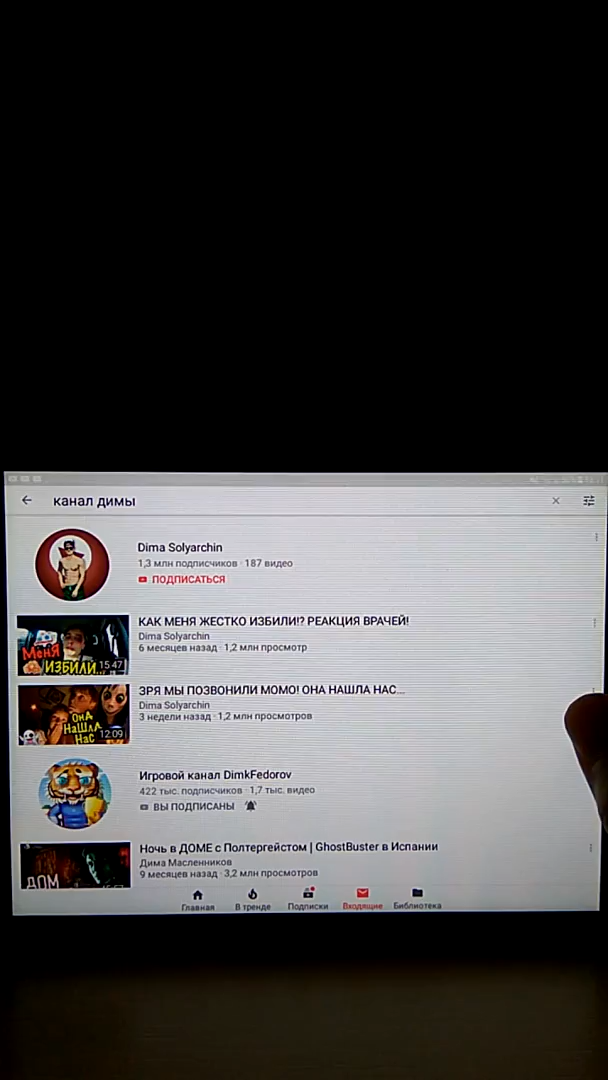 канал димы
Dima Solyarchin
1,3 млн подписчиков · 187 видео
ПОДПИСАТЬСЯ
КАК МЕНЯ ЖЕСТКО ИЗБИЛИ!? РЕАКЦИЯ ВРАЧЕЙ!
Dima Solyarchin
6 месяцев назад · 1,2 млн просмотр
МЕНЯ
ИЗБИЛИ
15:47
ЗРЯ МЫ ПОЗВОНИЛИ МОМО! ОНА НАШЛА НАС...
Dima Solyarchin
3 недели назад · 1,2 млн просмотров
ОНА
НАШЛА
НАС
12:09
Игровой канал DimkFedorov
422 тыс. подписчиков · 1,7 тыс. видео
ВЫ ПОДПИСАНЫ
Ночь в ДОМЕ с Полтергейстом | GhostBuster в Испании
Дима Масленников
9 месяцев назад · 3,2 млн просмотров
ДОМ
Главная В тренде Подписки Входящие Библиотека